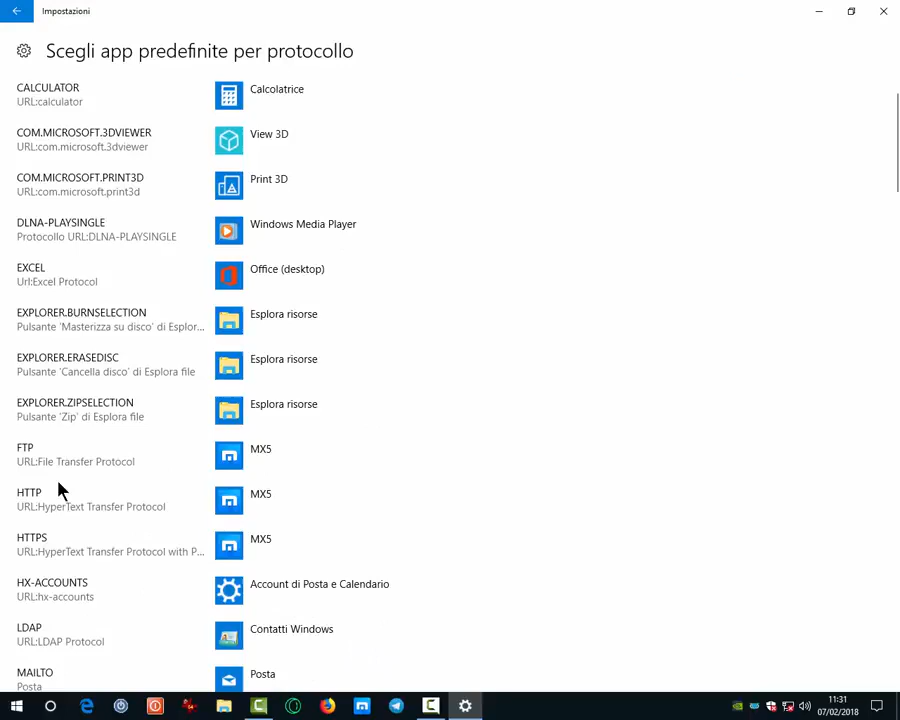 Impostazioni
Scegli app predefinite per protocollo
CALCULATOR
URL:calculator
Calcolatrice
COM.MICROSOFT.3DVIEWER
URL:com.microsoft.3dviewer
View 3D
COM.MICROSOFT.PRINT3D
URL:com.microsoft.print3d
Print 3D
DLNA-PLAYSINGLE
Protocollo URL:DLNA-PLAYSINGLE
Windows Media Player
EXCEL
Url:Excel Protocol
Office (desktop)
EXPLORER.BURNSELECTION
Pulsante 'Masterizza su disco' di Esplor...
Esplora risorse
EXPLORER.ERASEDISC
Pulsante 'Cancella disco' di Esplora file
Esplora risorse
EXPLORER.ZIPSELECTION
Pulsante 'Zip' di Esplora file
Esplora risorse
FTP
URL:File Transfer Protocol
MX5
HTTP
URL:HyperText Transfer Protocol
MX5
HTTPS
URL:HyperText Transfer Protocol with P...
MX5
HX-ACCOUNTS
URL:hx-accounts
Account di Posta e Calendario
LDAP
URL:LDAP Protocol
Contatti Windows
MAILTO
Posta
Posta
11:31
07/02/2018